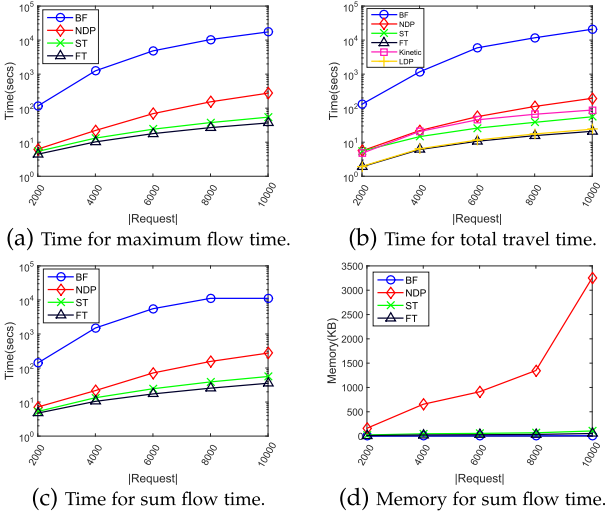 10^5
10^4
10^3
10^2
10^1
10^0
Time(secs)
BF
NDP
ST
FT
2000
4000
6000
8000
10000
|Request|
(a) Time for maximum flow time.
10^5
10^4
10^3
10^2
10^1
10^0
Time(secs)
BF
NDP
ST
FT
Kinetic
LDP
2000
4000
6000
8000
10000
|Request|
(b) Time for total travel time.
10^5
10^4
10^3
10^2
10^1
10^0
Time(secs)
BF
NDP
ST
FT
2000
4000
6000
8000
10000
|Request|
(c) Time for sum flow time.
3500
3000
2500
2000
1500
1000
500
0
Memory(KB)
BF
NDP
ST
FT
2000
4000
6000
8000
10000
|Request|
(d) Memory for sum flow time.